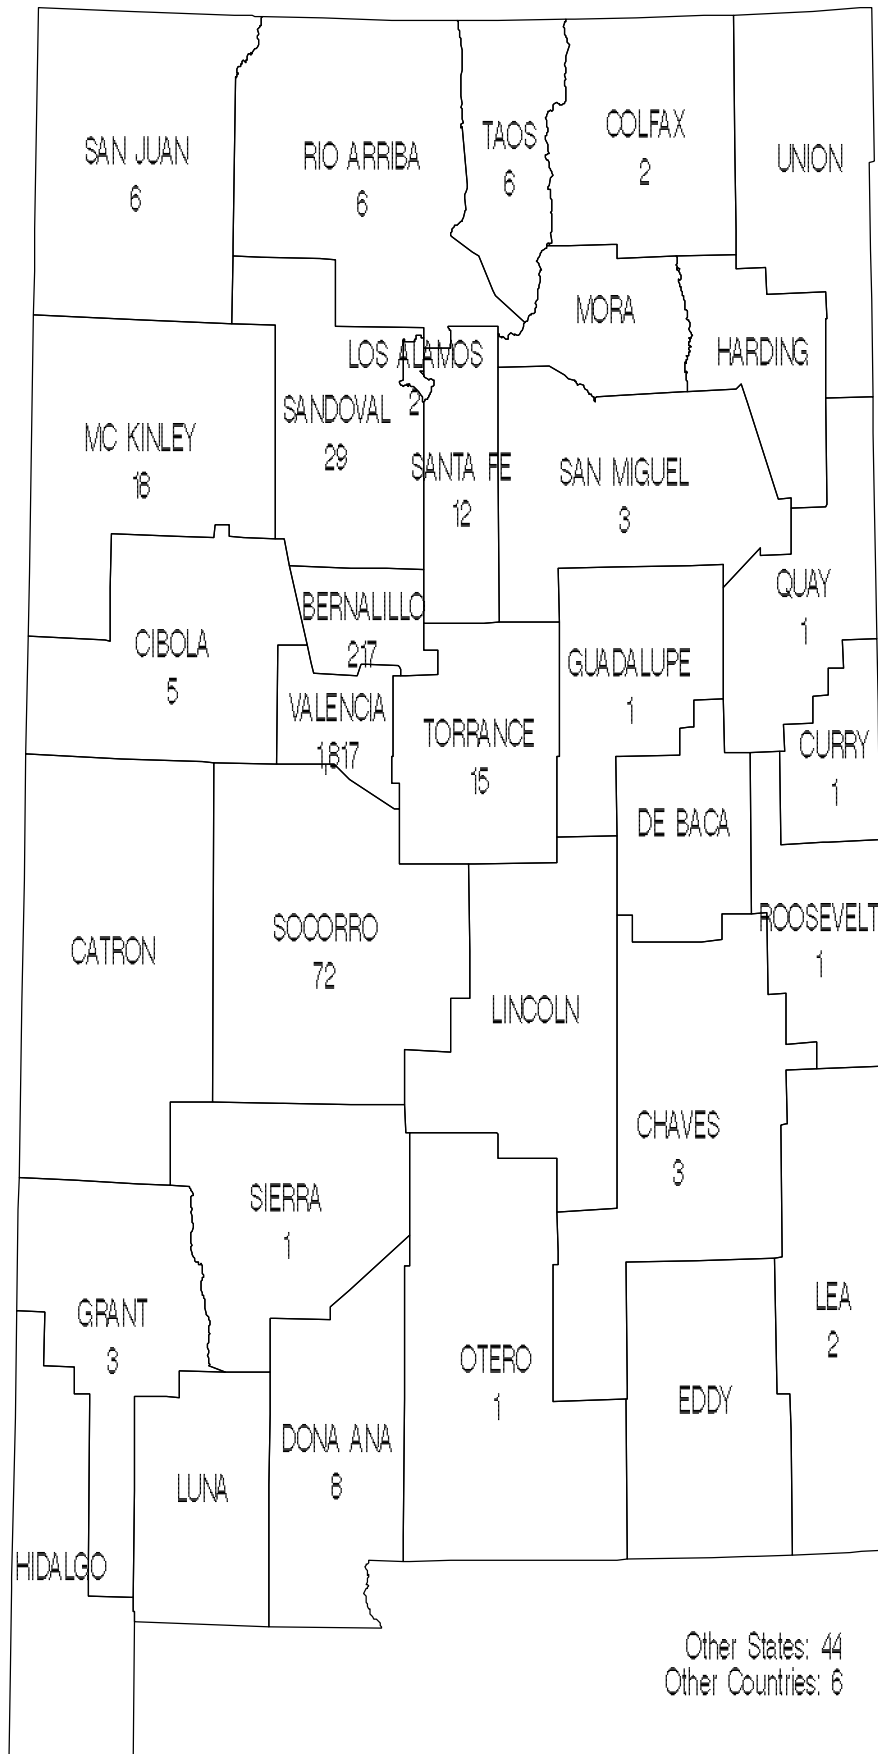 SAN JUAN
6
RIO ARRIBA
6
TAOS
6
COLFAX
2
UNION
MORA
HARDING
LOS ALAMOS
2
SANDOVAL
29
MC KINLEY
18
SANTA FE
12
SAN MIGUEL
3
QUAY
1
BERNALILLO
217
CIBOLA
5
GUADALUPE
1
VALENCIA
1,817
TORRANCE
15
CURRY
1
DE BACA
ROOSEVELT
1
CATRON
SOCORRO
72
LINCOLN
CHAVES
3
SIERRA
1
GRANT
3
LEA
2
OTERO
1
EDDY
DONA ANA
8
LUNA
HIDALGO
Other States: 44
Other Countries: 6